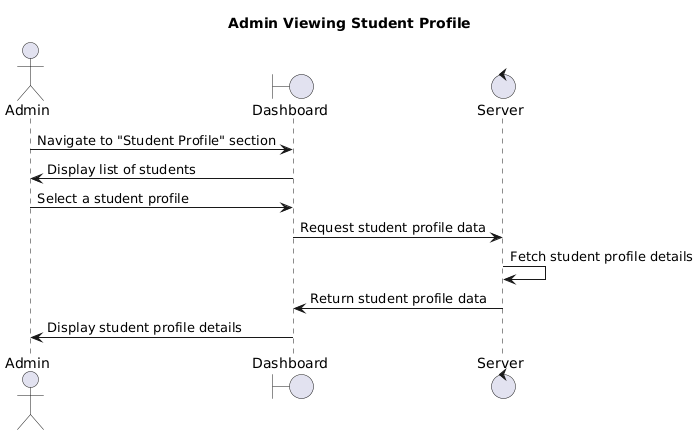 Admin Viewing Student Profile
Admin
Dashboard
Server
Navigate to "Student Profile" section
Display list of students
Select a student profile
Request student profile data
Fetch student profile details
Return student profile data
Display student profile details
Admin
Dashboard
Server